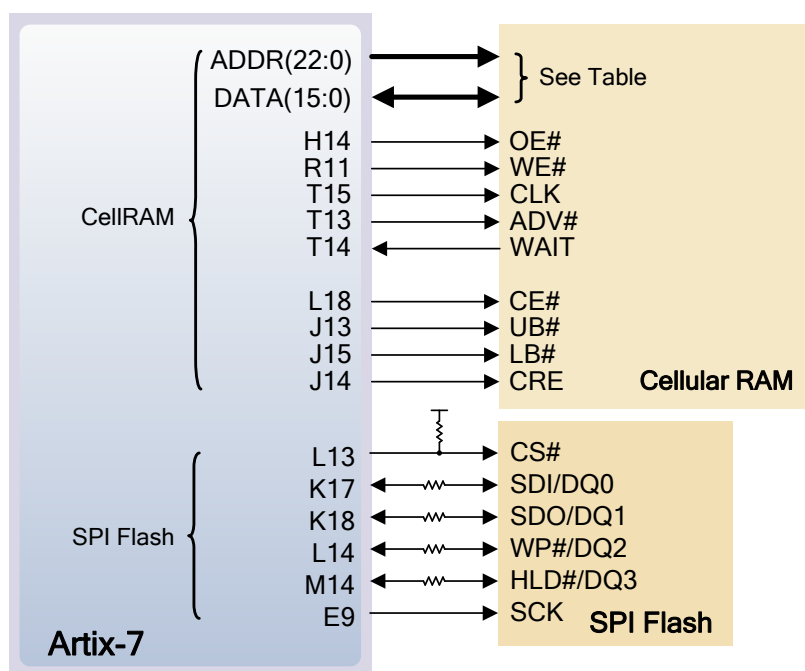 ADDR(22:0)
DATA(15:0)
See Table
H14 OE#
R11 WE#
T15 CLK
CellRAM T13 ADV#
T14 WAIT
L18 CE#
J13 UB#
J15 LB#
J14 CRE Cellular RAM
L13 CS#
K17 SDI/DQ0
K18 SDO/DQ1
SPI Flash L14 WP#/DQ2
M14 HLD#/DQ3
E9 SCK SPI Flash
Artix-7